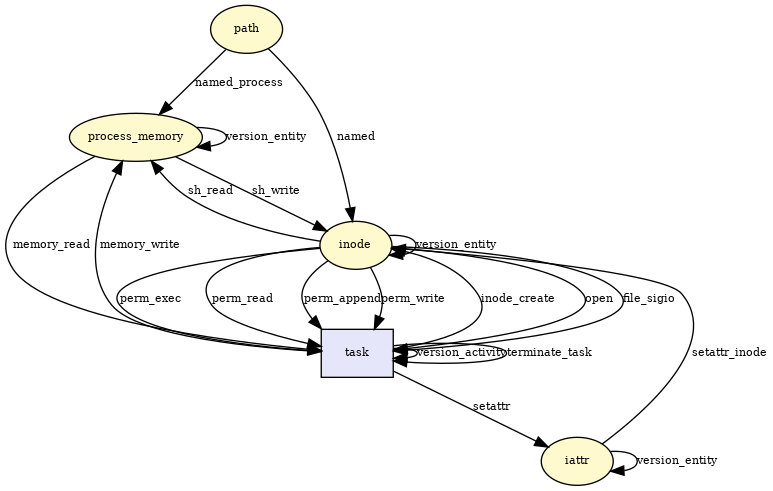 path
named_process
process_memory
version_entity
named
sh_read
sh_write
memory_read
memory_write
inode
version_entity
perm_exec
perm_read
perm_append
perm_write
inode_create
open
file_sigio
task
version_activity
terminate_task
setattr_inode
setattr
iattr
version_entity